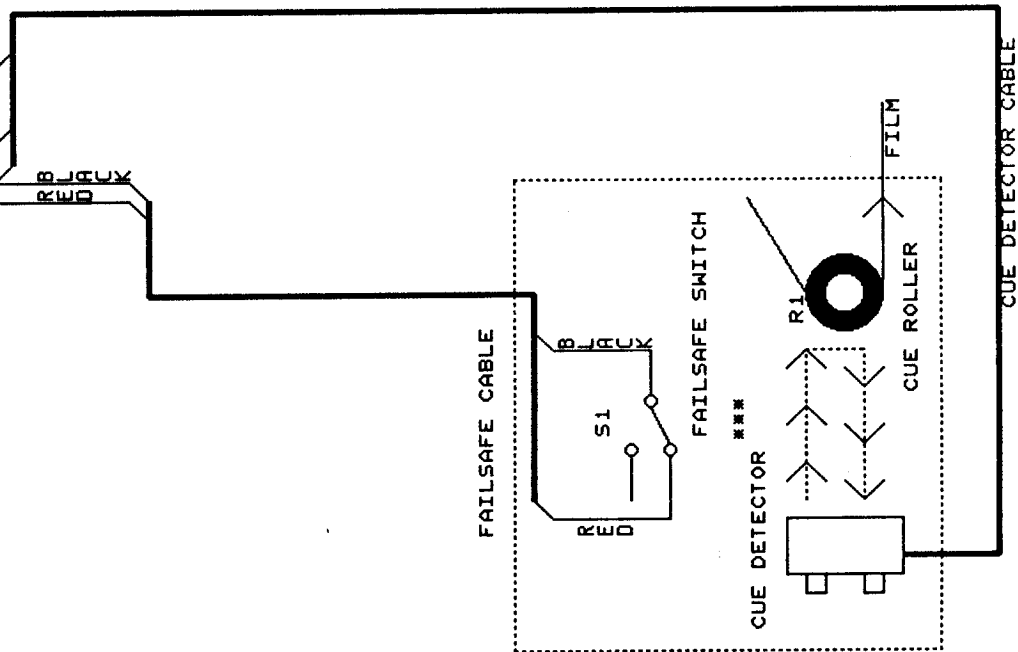 BLACK
RED
FAILSAFE CABLE
BLACK
S1
RED
FAILSAFE SWITCH
***
CUE DETECTOR
R1
FILM
CUE ROLLER
CUE DETECTOR CABLE